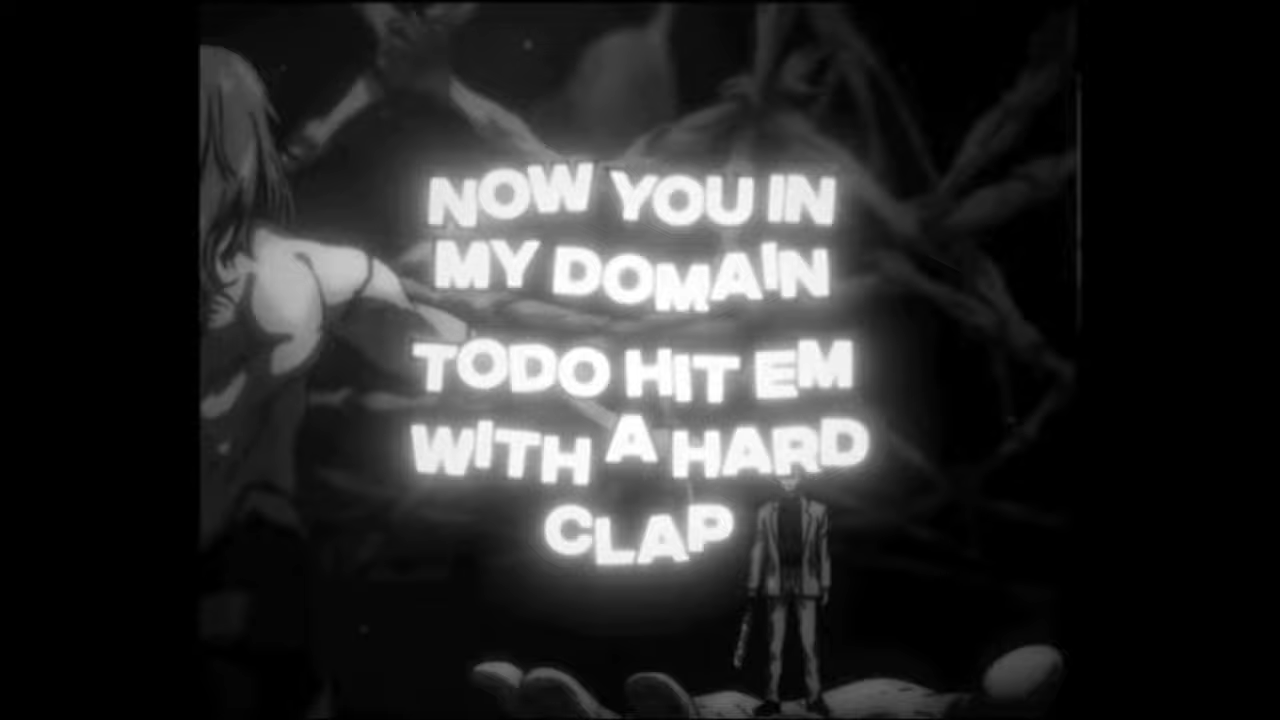 NOW YOU IN
MY DOMAIN
TODO HIT EM
WITH A HARD
CLAP